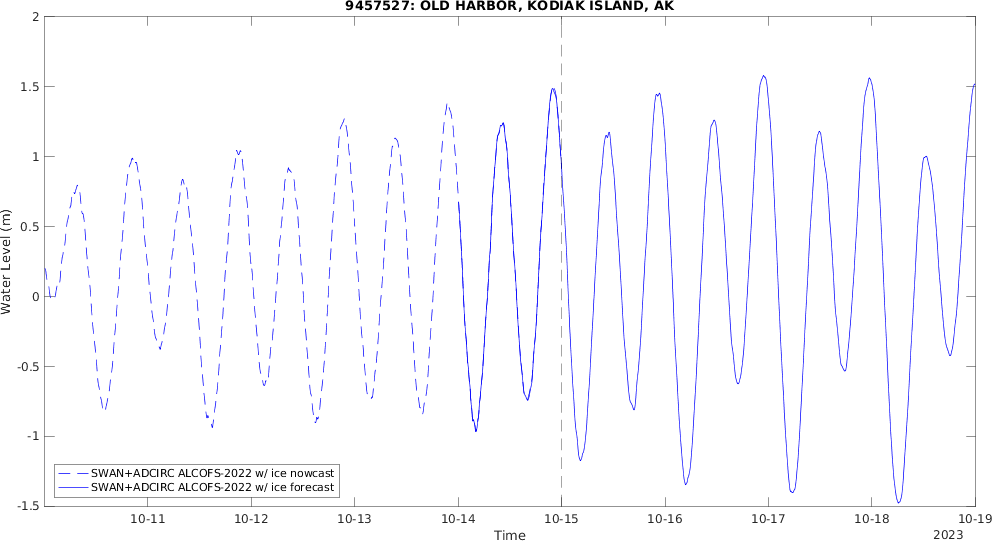 9457527: OLD HARBOR, KODIAK ISLAND, AK
2
1.5
1
0.5
0
-0.5
-1
-1.5
Water Level (m)
SWAN+ADCIRC ALCOFS-2022 w/ ice nowcast
SWAN+ADCIRC ALCOFS-2022 w/ ice forecast
10-11 10-12 10-13 10-14 10-15 10-16 10-17 10-18 10-19
Time
2023